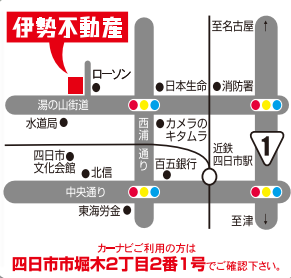 伊勢不動産
至名古屋
ローソン
日本生命
消防署
湯の山街道
水道局
西浦通り
カメラの
キタムラ
近鉄
四日市駅
1
四日市
文化会館
北信
百五銀行
中央通り
東海労金
至津
カーナビご利用の方は
四日市市堀木2丁目2番1号でご確認下さい。